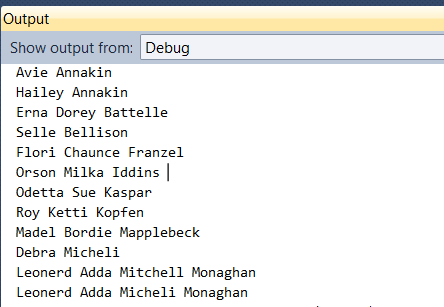 Output
Show output from: Debug
Avie Annakin
Hailey Annakin
Erna Dorey Battelle
Selle Bellison
Flori Chaunce Franzel
Orson Milka Iddins
Odetta Sue Kaspar
Roy Ketti Kopfen
Madel Bordie Mapplebeck
Debra Micheli
Leonerd Adda Mitchell Monaghan
Leonerd Adda Micheli Monaghan